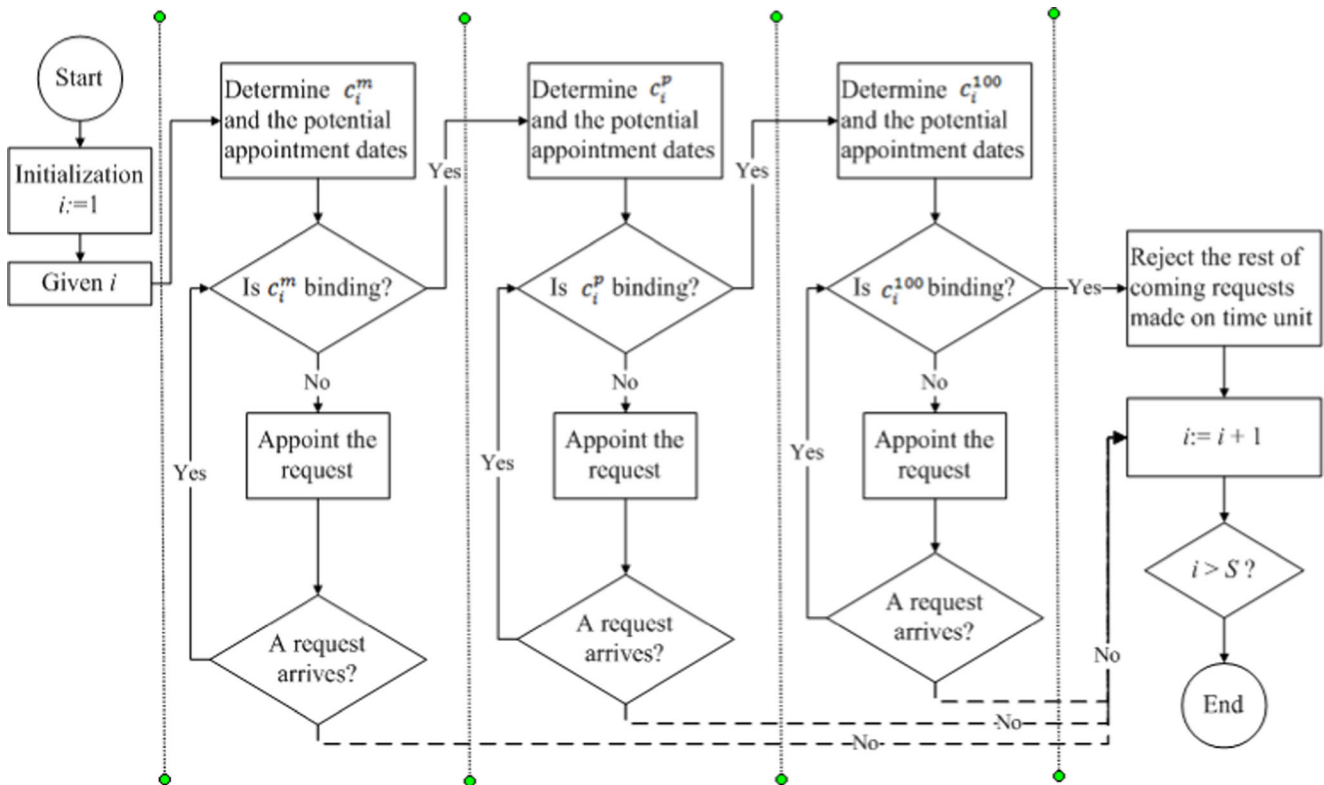 Start
Initialization
i:=1
Given i
Determine c_i^m
and the potential
appointment dates
Is c_i^m binding?
Yes
No
Appoint the
request
Yes
A request
arrives?
No
Determine c_i^p
and the potential
appointment dates
Is c_i^p binding?
Yes
No
Appoint the
request
Yes
A request
arrives?
No
Determine c_i^100
and the potential
appointment dates
Is c_i^100 binding?
Yes
No
Appoint the
request
Yes
A request
arrives?
No
Reject the rest of
coming requests
made on time unit
i:= i + 1
i > S ?
End